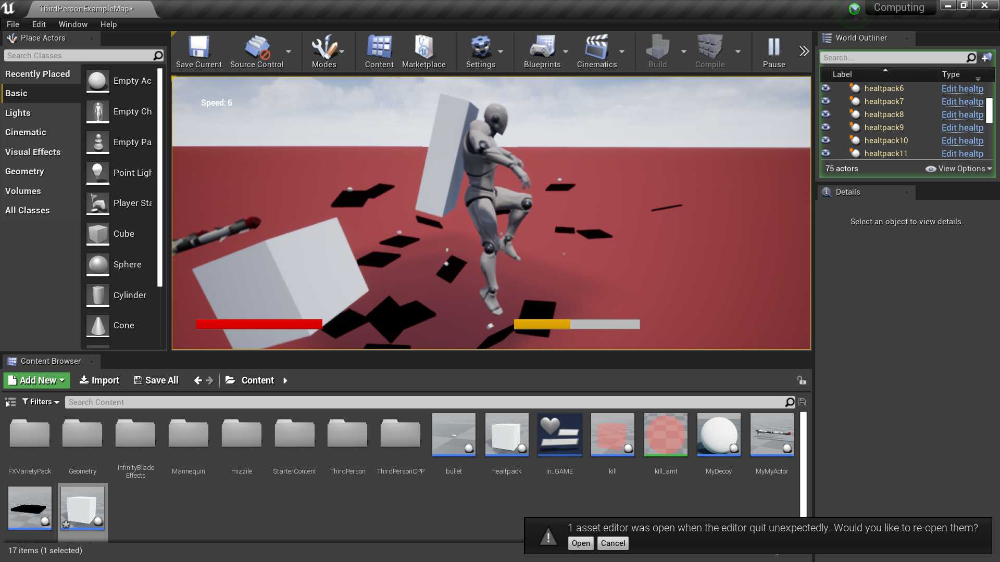 ThirdPersonExampleMap*
Computing
File Edit Window Help
Place Actors
Search Classes
Recently Placed
Basic
Lights
Cinematic
Visual Effects
Geometry
Volumes
All Classes
Empty Ac
Empty Ch
Empty Pa
Point Ligh
Player Sta
Cube
Sphere
Cylinder
Cone
Save Current
Source Control
Modes
Content
Marketplace
Settings
Blueprints
Cinematics
Build
Compile
Pause
Speed: 6
World Outliner
Search...
Label Type
healtpack6 Edit healtp
healtpack7 Edit healtp
healtpack8 Edit healtp
healtpack9 Edit healtp
healtpack10 Edit healtp
healtpack11 Edit healtp
75 actors View Options
Details
Select an object to view details.
Content Browser
Add New Import Save All Content
Filters Search Content
FXVarietyPack
Geometry
InfinityBlade
Effects
Mannequin
mizzile
StarterContent
ThirdPerson
ThirdPersonCPP
bullet
healtpack
in_GAME
kill
kill_amt
MyDecoy
MyMyActor
17 items (1 selected)
1 asset editor was open when the editor quit unexpectedly. Would you like to re-open them?
Open Cancel